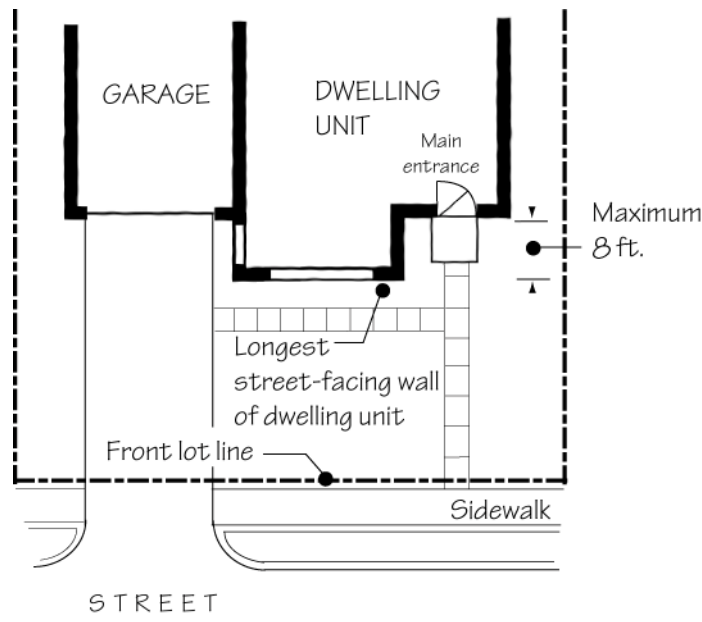 GARAGE
DWELLING
UNIT
Main
entrance
Maximum
8 ft.
Longest
street-facing wall
of dwelling unit
Front lot line
Sidewalk
STREET